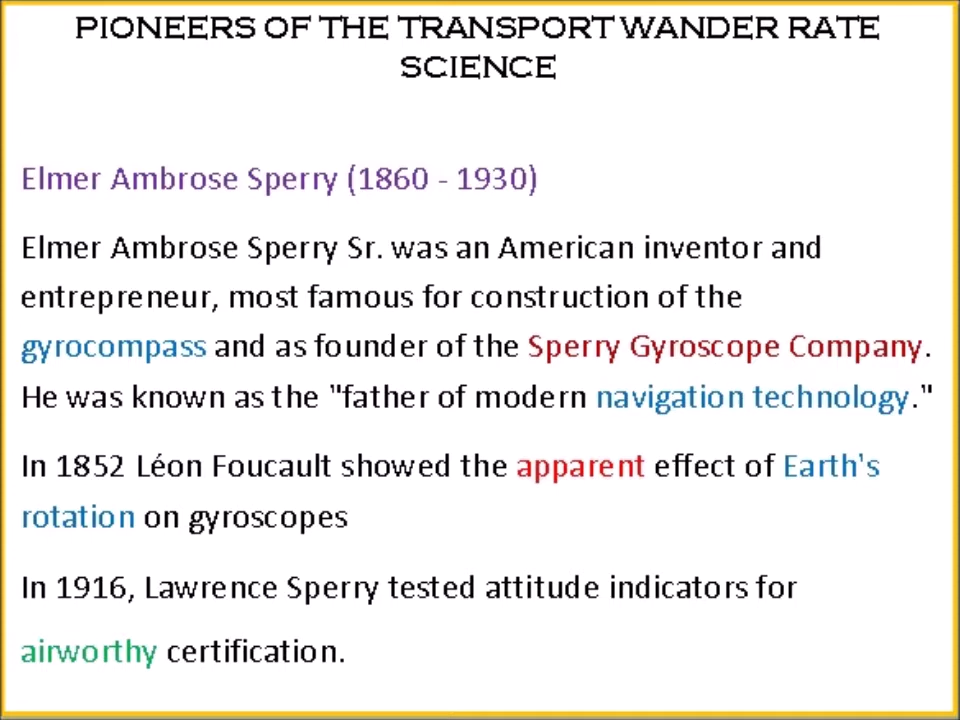 PIONEERS OF THE TRANSPORT WANDER RATE
SCIENCE
Elmer Ambrose Sperry (1860 - 1930)
Elmer Ambrose Sperry Sr. was an American inventor and
entrepreneur, most famous for construction of the
gyrocompass and as founder of the Sperry Gyroscope Company.
He was known as the "father of modern navigation technology."
In 1852 Léon Foucault showed the apparent effect of Earth's
rotation on gyroscopes
In 1916, Lawrence Sperry tested attitude indicators for
airworthy certification.